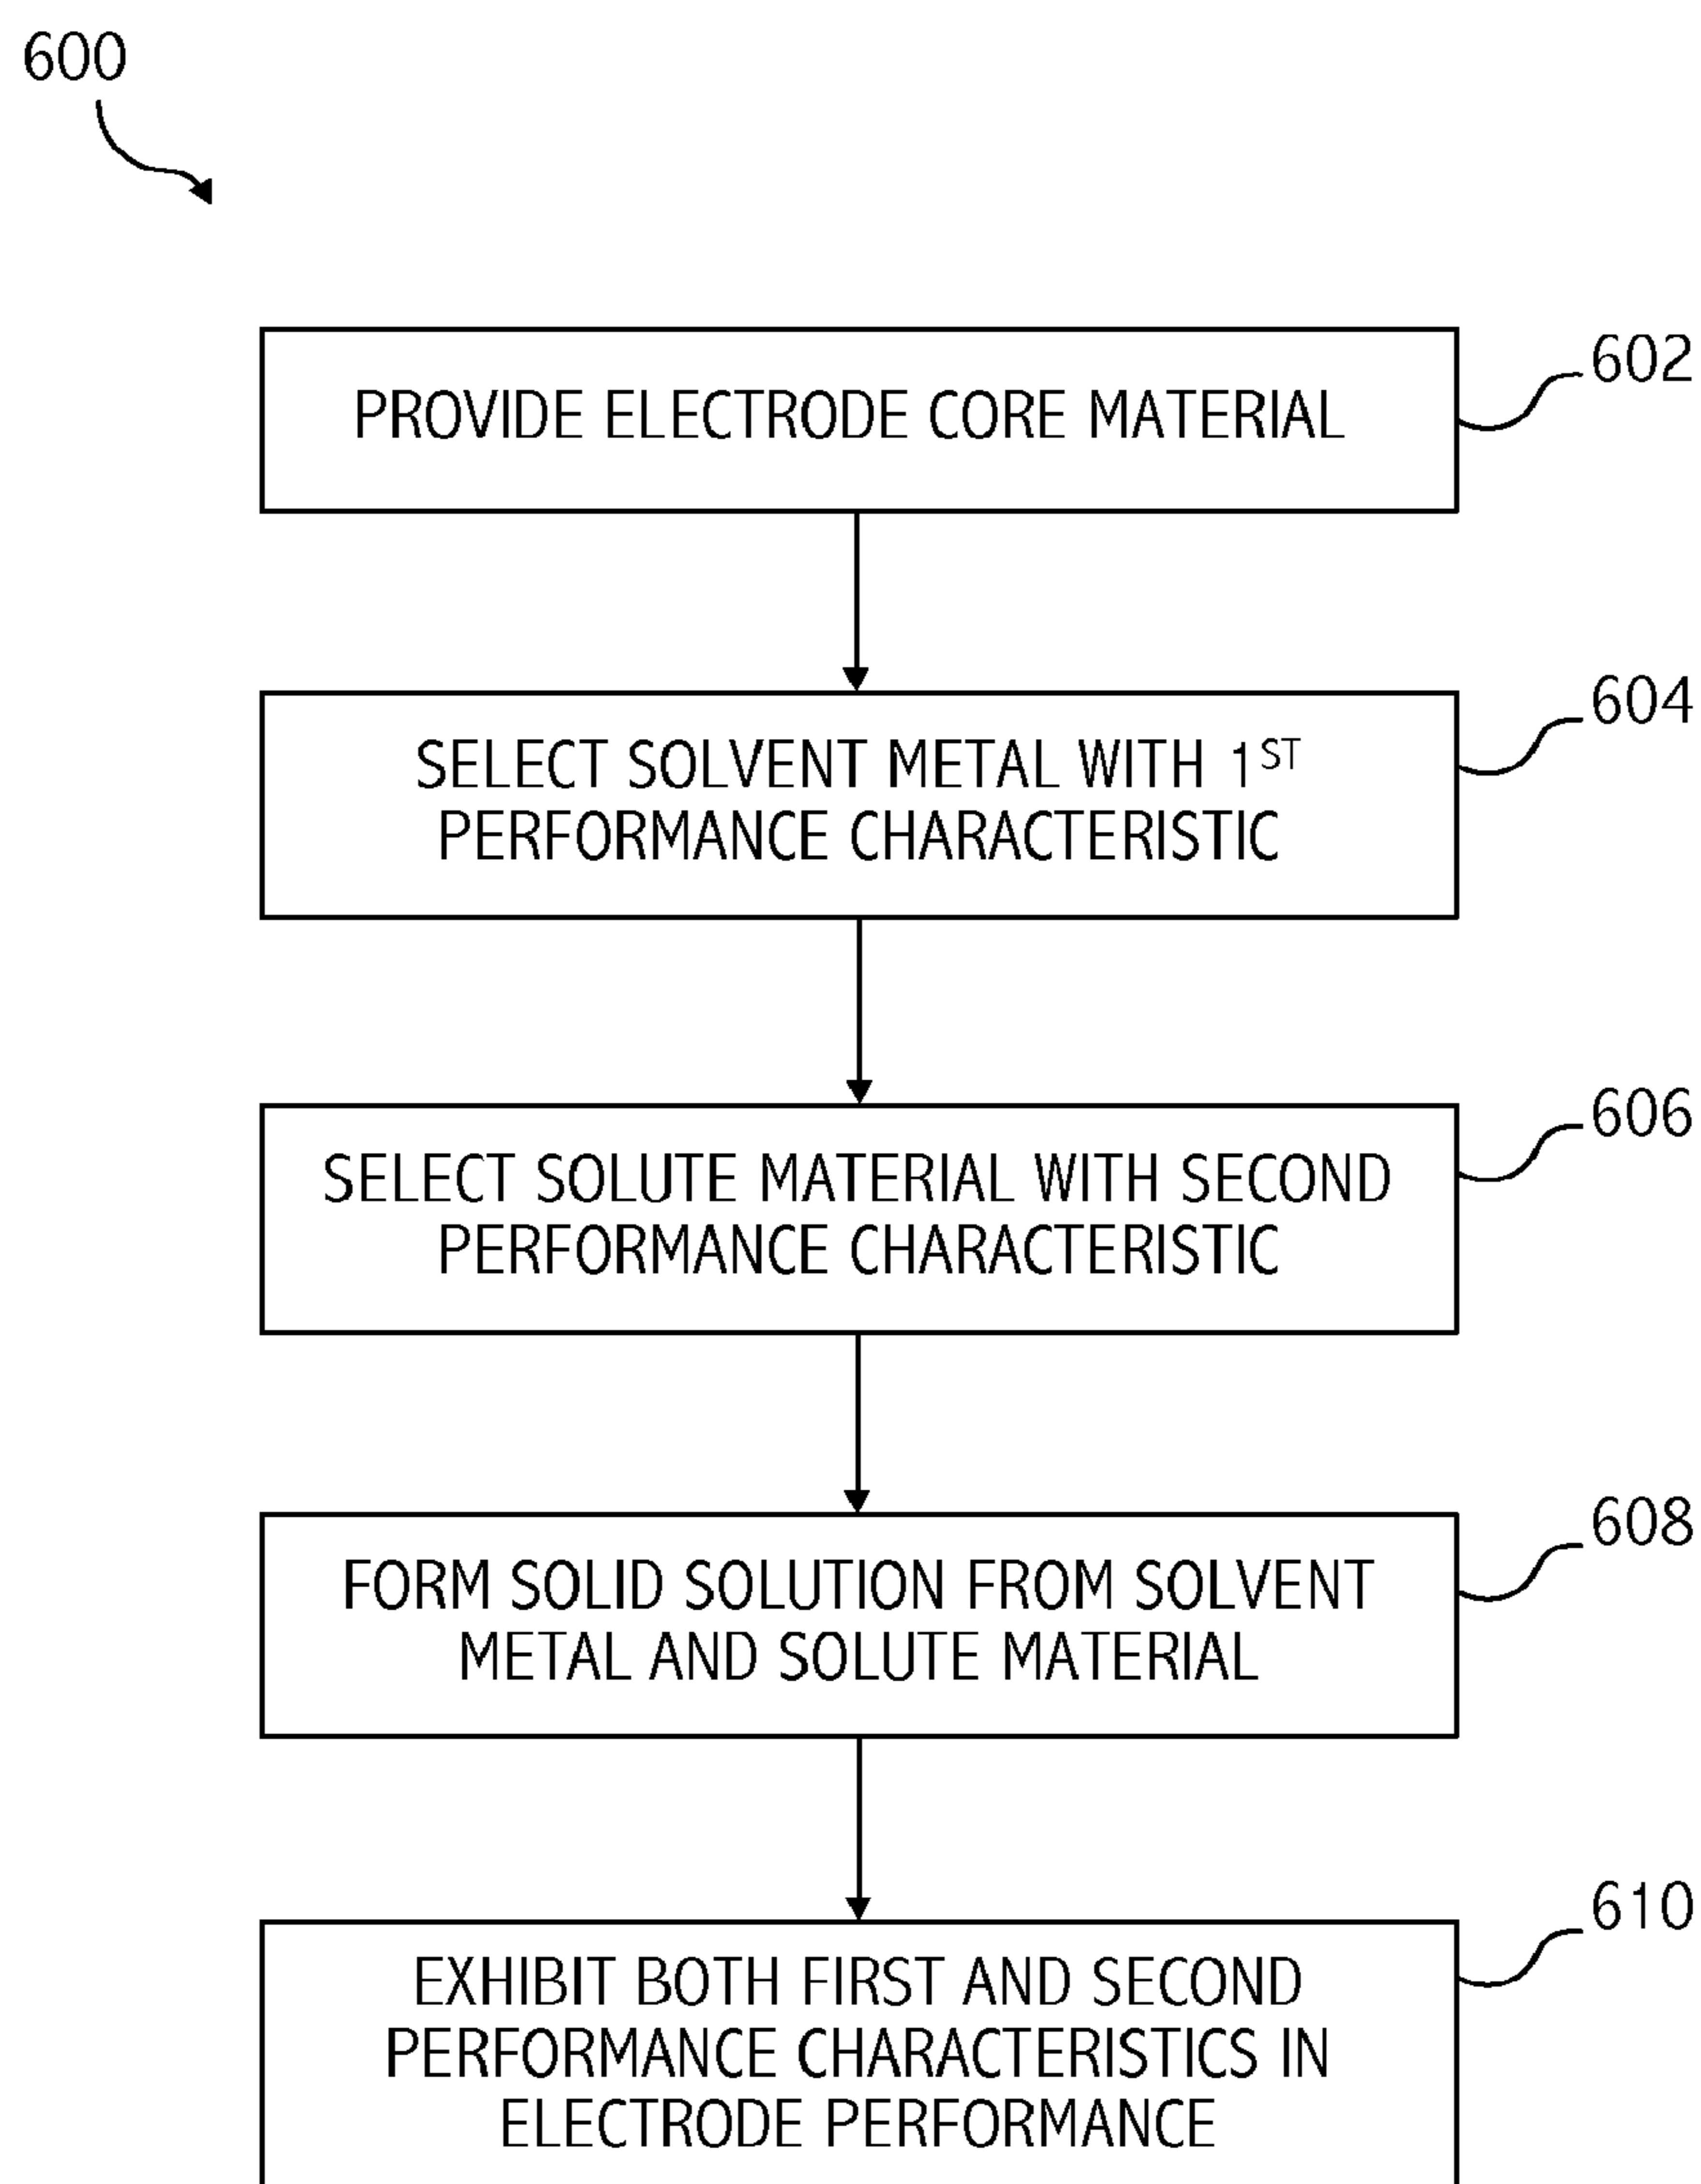 600
PROVIDE ELECTRODE CORE MATERIAL
602
SELECT SOLVENT METAL WITH 1ST
PERFORMANCE CHARACTERISTIC
604
SELECT SOLUTE MATERIAL WITH SECOND
PERFORMANCE CHARACTERISTIC
606
FORM SOLID SOLUTION FROM SOLVENT
METAL AND SOLUTE MATERIAL
608
EXHIBIT BOTH FIRST AND SECOND
PERFORMANCE CHARACTERISTICS IN
ELECTRODE PERFORMANCE
610